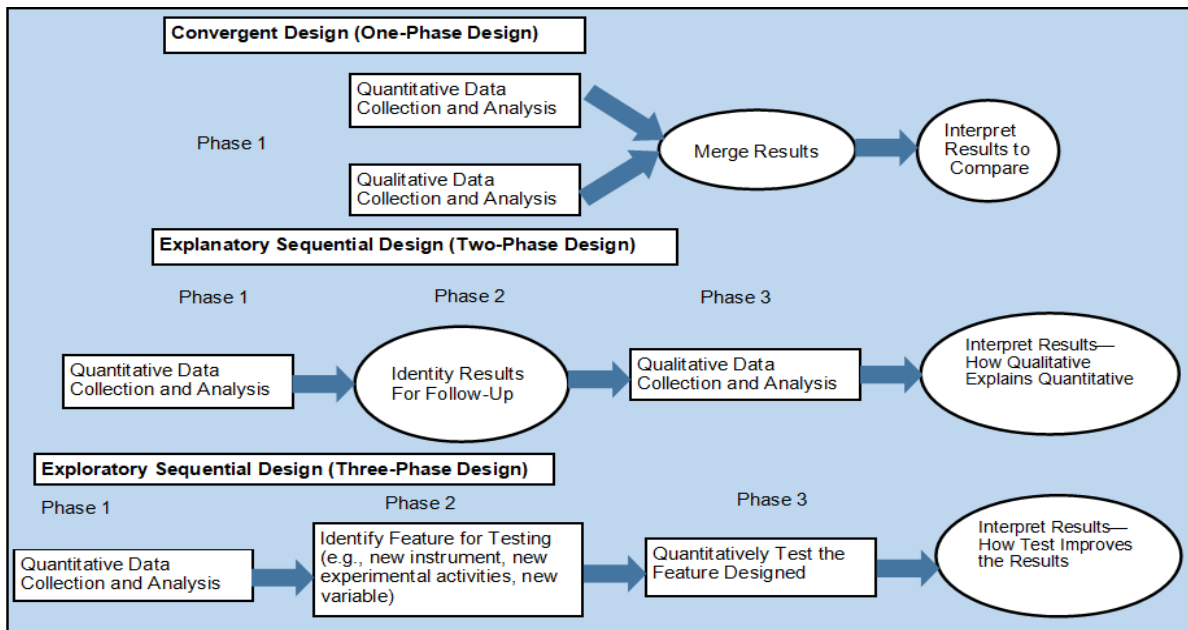 Convergent Design (One-Phase Design)
Quantitative Data
Collection and Analysis
Phase 1
Merge Results
Interpret
Results to
Compare
Qualitative Data
Collection and Analysis
Explanatory Sequential Design (Two-Phase Design)
Phase 1
Phase 2
Phase 3
Quantitative Data
Collection and Analysis
Identity Results
For Follow-Up
Qualitative Data
Collection and Analysis
Interpret Results—
How Qualitative
Explains Quantitative
Exploratory Sequential Design (Three-Phase Design)
Phase 1
Phase 2
Phase 3
Quantitative Data
Collection and Analysis
Identify Feature for Testing
(e.g., new instrument, new
experimental activities, new
variable)
Quantitatively Test the
Feature Designed
Interpret Results—
How Test Improves
the Results